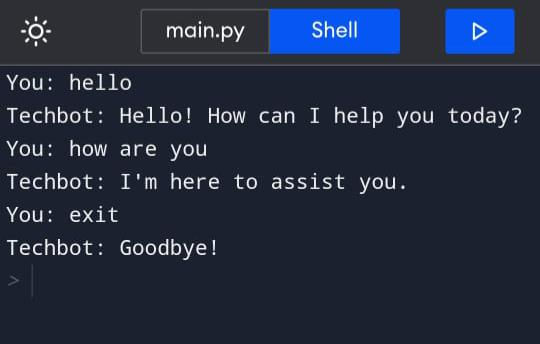 main.py Shell
You: hello
Techbot: Hello! How can I help you today?
You: how are you
Techbot: I'm here to assist you.
You: exit
Techbot: Goodbye!
>